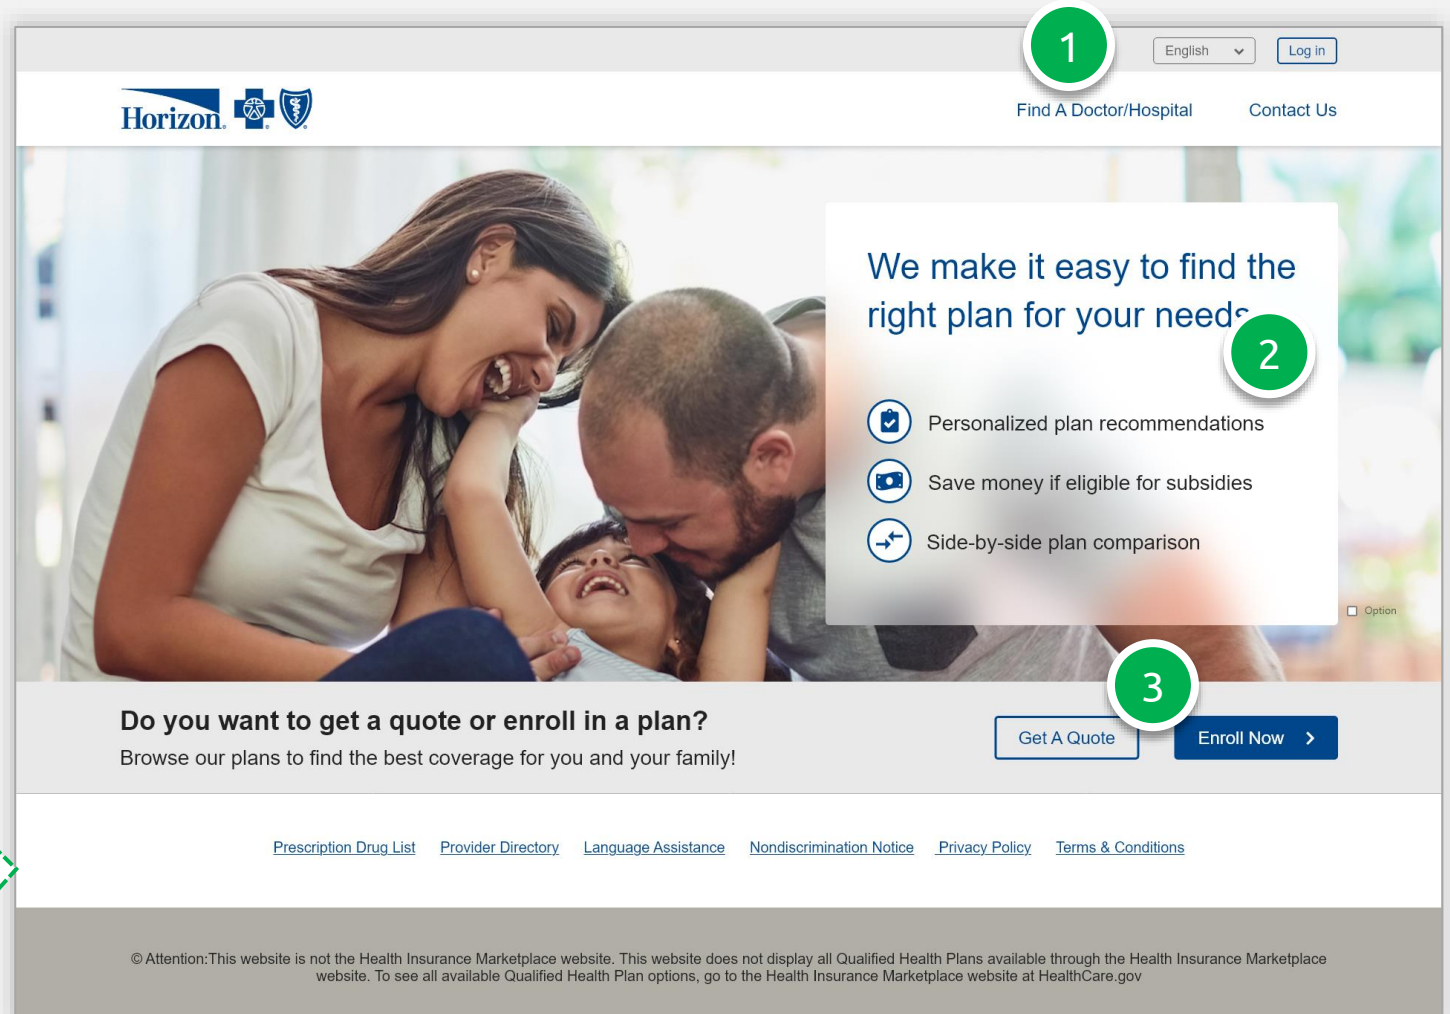 1
English
Log in
Horizon
Find A Doctor/Hospital
Contact Us
We make it easy to find the
right plan for your needs
2
Personalized plan recommendations
Save money if eligible for subsidies
Side-by-side plan comparison
Option
3
Do you want to get a quote or enroll in a plan?
Browse our plans to find the best coverage for you and your family!
Get A Quote
Enroll Now
Prescription Drug List
Provider Directory
Language Assistance
Nondiscrimination Notice
Privacy Policy
Terms & Conditions
© Attention:This website is not the Health Insurance Marketplace website. This website does not display all Qualified Health Plans available through the Health Insurance Marketplace
website. To see all available Qualified Health Plan options, go to the Health Insurance Marketplace website at HealthCare.gov